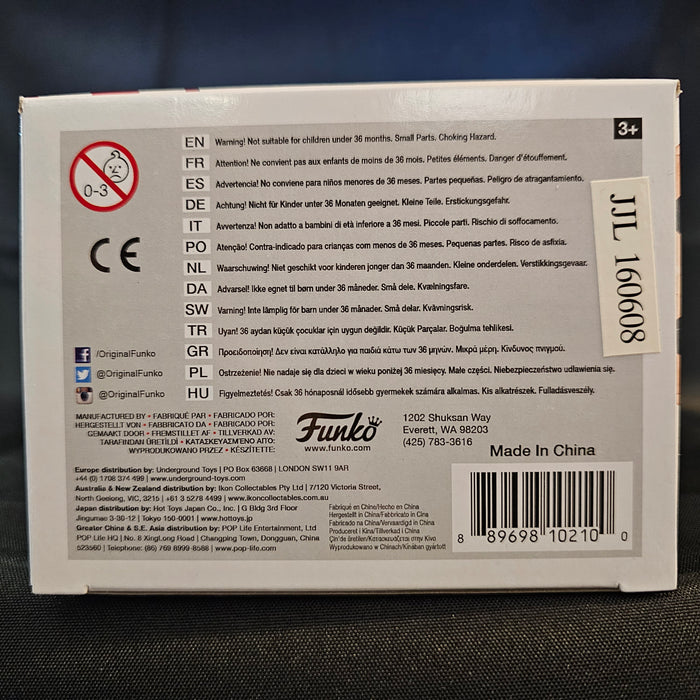 3+
0-3
EN Warning! Not suitable for children under 36 months. Small Parts. Choking Hazard.
FR Attention! Ne convient pas aux enfants de moins de 36 mois. Petites éléments. Danger d'étouffement.
ES Advertencia! No conviene para niños menores de 36 meses. Partes pequeñas. Peligro de atragantamiento.
DE Achtung! Nicht für Kinder unter 36 Monaten geeignet. Kleine Teile. Erstickungsgefahr.
IT Avvertenza! Non adatto a bambini di età inferiore a 36 mesi. Piccole parti. Rischio di soffocamento.
PO Atenção! Contra-indicado para crianças com menos de 36 meses. Pequenas partes. Risco de asfixia.
NL Waarschuwing! Niet geschikt voor kinderen jonger dan 36 maanden. Kleine onderdelen. Verstikkingsgevaar.
DA Advarsel! Ikke egnet til børn under 36 måneder. Små dele. Kvælningsfare.
SW Varning! Inte lämplig för barn under 36 månader. Små delar. Kvävningsrisk.
TR Uyarı! 36 aydan küçük çocuklar için uygun değildir. Küçük Parçalar. Boğulma tehlikesi.
GR Προειδοποίηση! Δεν είναι κατάλληλο για παιδιά κάτω των 36 μηνών. Μικρά μέρη. Κίνδυνος πνιγμού.
PL Ostrzeżenie! Nie nadaje się dla dzieci w wieku poniżej 36 miesięcy. Małe części. Niebezpieczeństwo udławienia się.
HU Figyelmeztetés! Csak 36 hónaposnál idősebb gyermekek számára alkalmas. Kis alkatrészek. Fulladásveszély.
CE
JJL 160608
f /OriginalFunko
@OriginalFunko
@OriginalFunko
MANUFACTURED BY • FABRIQUÉ PAR • FABRICADO POR:
HERGESTELLT VON • FABBRICATO DA • FABRICADO POR:
GEMAAKT DOOR • FREMSTILLET AF • TILLVERKAD AV:
TARAFINDAN ÜRETİLDİ • ΚΑΤΑΣΚΕΥΑΣΜΕΝΟ ΑΠΟ:
WYPRODUKOWANO PRZEZ • KÉSZÍTETTE:
Funko
www.funko.com
1202 Shuksan Way
Everett, WA 98203
(425) 783-3616
Made In China
Europe distribution by: Underground Toys | PO Box 63668 | LONDON SW11 9AR
+44 (0) 1708 374 499 | www.underground-toys.com
Australia & New Zealand distribution by: Ikon Collectables Pty Ltd | 7/120 Victoria Street,
North Geelong, VIC, 3215 | +61 3 5278 4499 | www.ikoncollectables.com.au
Japan distribution by: Hot Toys Japan Co., Inc. | G Bldg 3rd Floor
Jingumae 3-30-12 | Tokyo 150-0001 | www.hottoys.jp
Greater China & S.E. Asia distribution by: POP Life Entertainment, Ltd
POP Life HQ | No. 8 XingLong Road | Changping Town, Dongguan, China
523560 | Telephone: (86) 769 8999-8588 | www.pop-life.com
Fabriqué en Chine/Hecho en China
Hergestellt in China/Fabbricato in Cina
Fabricado na China/Vervaardigd in China
Produceret i Kina/Tillverkad i Kina
Çin'de üretilen/Κατασκευάζεται στην Κίνα
Wyprodukowano w Chinach/Kínában gyártott
8 89698 10210 0